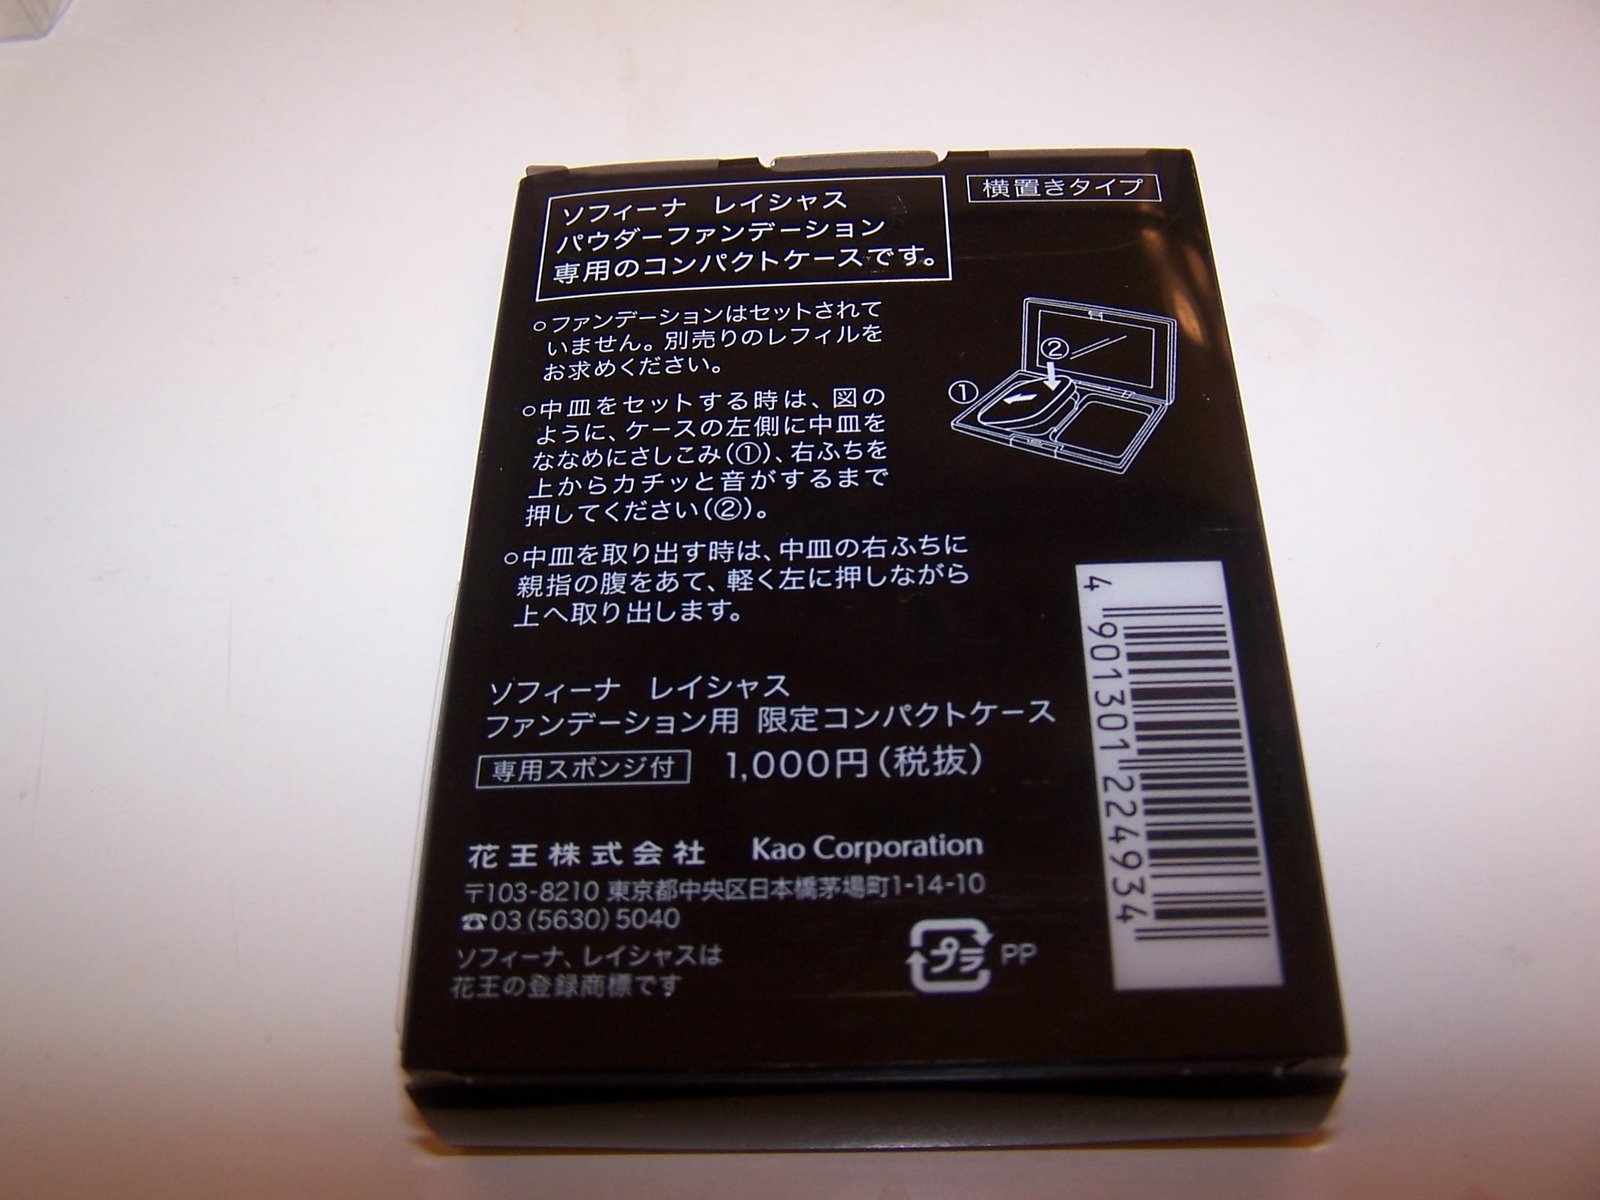 ソフィーナ レイシャス
パウダーファンデーション
専用のコンパクトケースです。
横置きタイプ
○ファンデーションはセットされて
いません。別売りのレフィルを
お求めください。
○中皿をセットする時は、図の
ように、ケースの左側に中皿を
ななめにさしこみ(①)、右ふちを
上からカチッと音がするまで
押してください(②)。
①
②
○中皿を取り出す時は、中皿の右ふちに
親指の腹をあて、軽く左に押しながら
上へ取り出します。
ソフィーナ レイシャス
ファンデーション用 限定コンパクトケース
専用スポンジ付 1,000円(税抜)
花王株式会社 Kao Corporation
〒103-8210 東京都中央区日本橋茅場町1-14-10
☎03(5630)5040
ソフィーナ、レイシャスは
花王の登録商標です
プラ PP
4 901301 224934